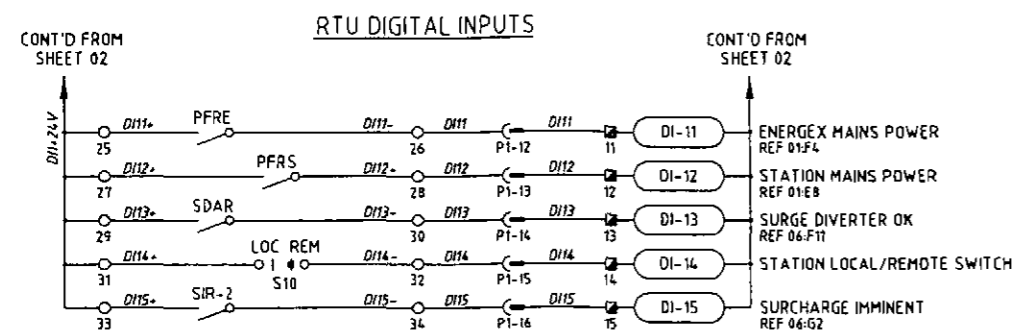 RTU DIGITAL INPUTS
CONT'D FROM
SHEET 02
CONT'D FROM
SHEET 02
DI1+24V
DI11+ PFRE DI11- DI11 DI11 DI-11 ENERGEX MAINS POWER
25 26 P1-12 11 REF 01:F4
DI12+ PFRS DI12+ DI12 DI12 DI-12 STATION MAINS POWER
27 28 P1-13 12 REF 01:E8
DI13+ SDAR DI13- DI13 DI13 DI-13 SURGE DIVERTER OK
29 30 P1-14 13 REF 06:F11
LOC REM
DI14+ DI14- DI14 DI14 DI-14 STATION LOCAL/REMOTE SWITCH
31 S10 32 P1-15 14
DI15+ SIR-2 DI15- DI15 DI15 DI-15 SURCHARGE IMMINENT
33 34 P1-16 15 REF 06:G2